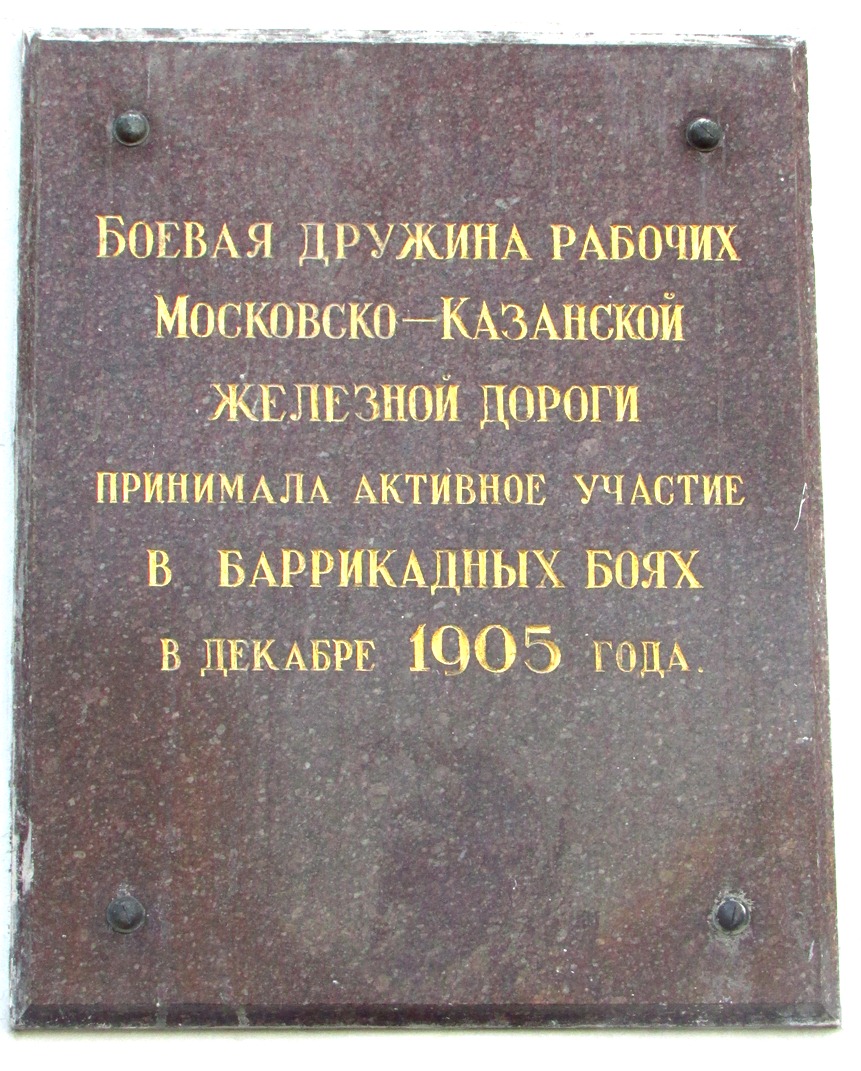 Боевая дружина рабочих
Московско—Казанской
железной дороги
принимала активное участие
в баррикадных боях
в декабре 1905 года.